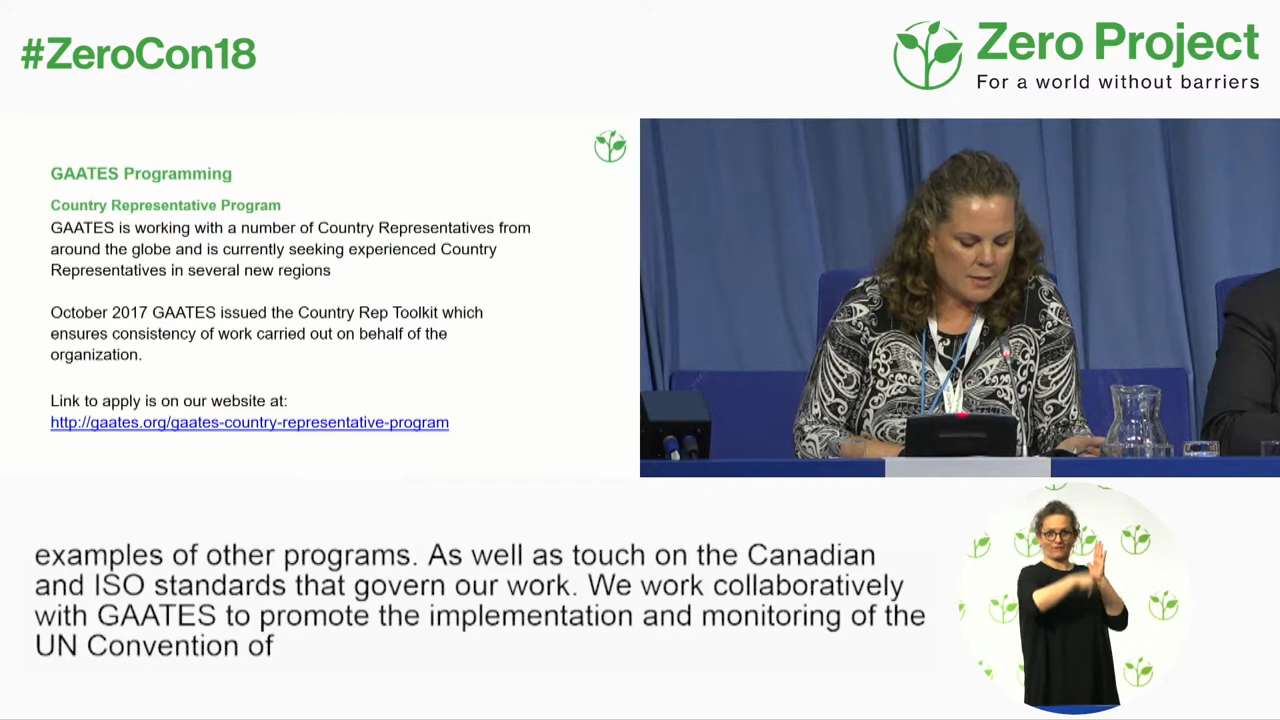 #ZeroCon18
Zero Project
For a world without barriers
GAATES Programming
Country Representative Program
GAATES is working with a number of Country Representatives from
around the globe and is currently seeking experienced Country
Representatives in several new regions
October 2017 GAATES issued the Country Rep Toolkit which
ensures consistency of work carried out on behalf of the
organization.
Link to apply is on our website at:
http://gaates.org/gaates-country-representative-program
examples of other programs. As well as touch on the Canadian
and ISO standards that govern our work. We work collaboratively
with GAATES to promote the implementation and monitoring of the
UN Convention of